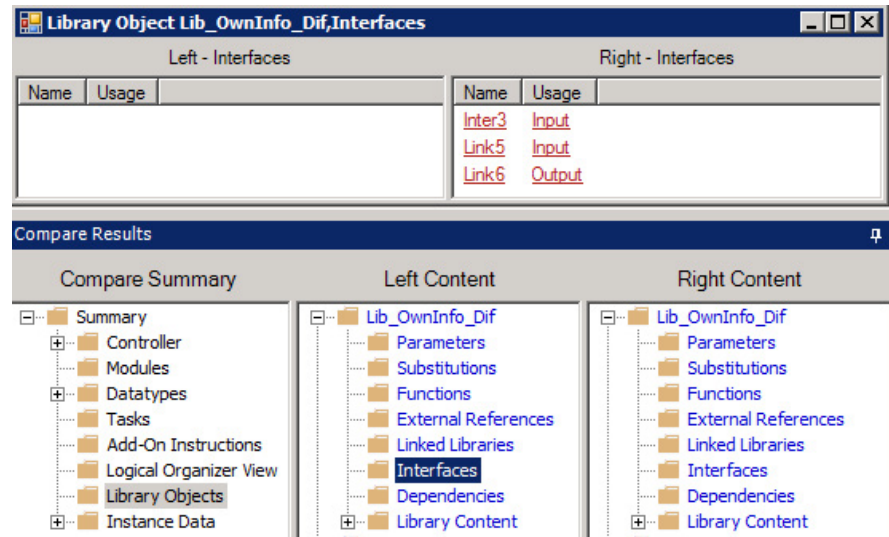 Library Object Lib_OwnInfo_Dif,Interfaces
Left - Interfaces Right - Interfaces
Name Usage Name Usage
Inter3 Input
Link5 Input
Link6 Output
Compare Results
Compare Summary Left Content Right Content
Summary Lib_OwnInfo_Dif Lib_OwnInfo_Dif
Controller Parameters Parameters
Modules Substitutions Substitutions
Datatypes Functions Functions
Tasks External References External References
Add-On Instructions Linked Libraries Linked Libraries
Logical Organizer View Interfaces Interfaces
Library Objects Dependencies Dependencies
Instance Data Library Content Library Content